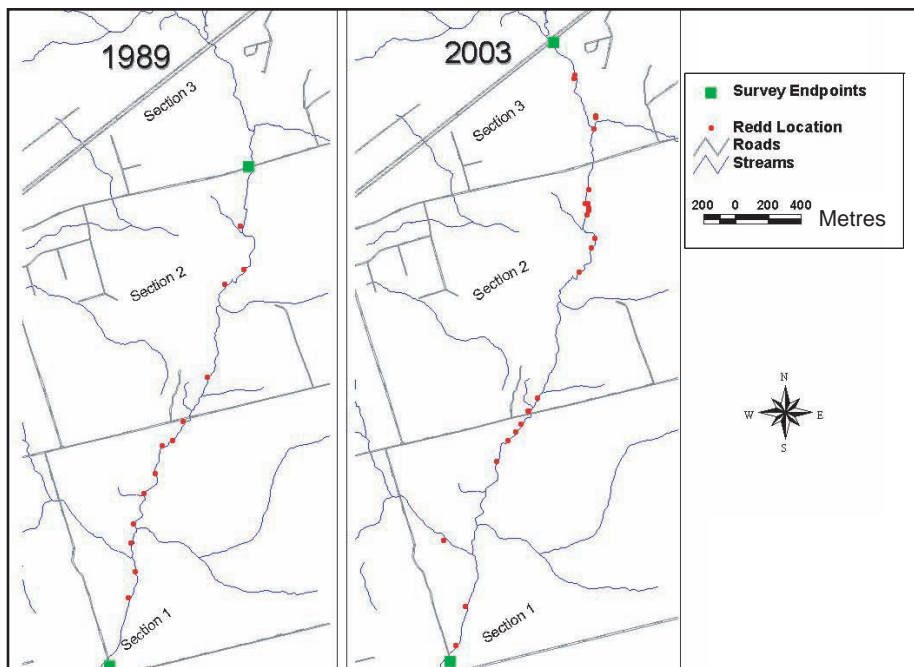 1989
Section 3
Section 2
Section 1
2003
Section 3
Section 2
Section 1
Survey Endpoints
Redd Location
Roads
Streams
200 0 200 400 Metres
N
W E
S